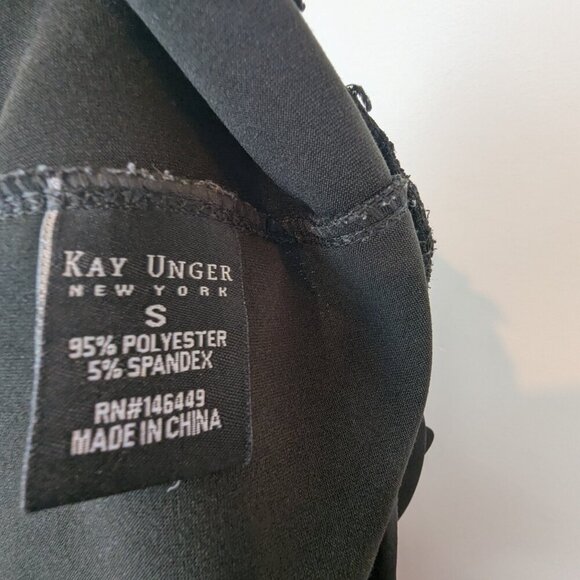 KAY UNGER
NEW YORK
S
95% POLYESTER
5% SPANDEX
RN#146449
MADE IN CHINA